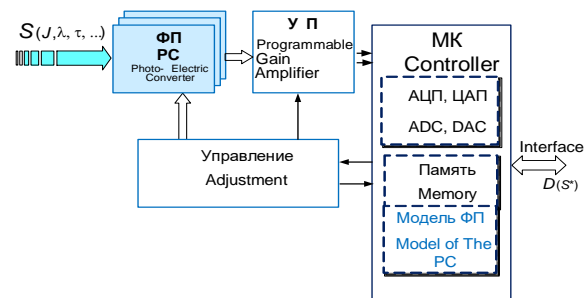 S(J,λ, τ, ...)
ФП
РС
Photo- Electric
Converter
У П
Programmable
Gain
Amplifier
МК
Controller
АЦП, ЦАП
ADC, DAC
Управление
Adjustment
Память
Memory
Модель ФП
Model of The
PC
Interface
D(S*)